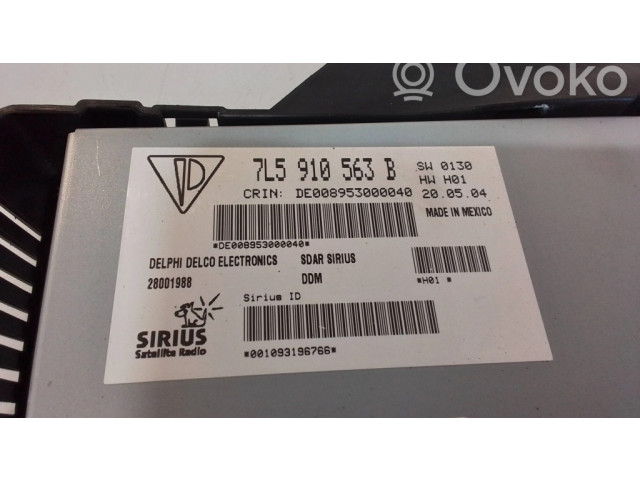 Ovoko
7L5 910 563 B
SW 0130
HW H01
CRIN: DE008953000040
20.05.04
MADE IN MEXICO
*DE008953000040*
DELPHI DELCO ELECTRONICS
SDAR SIRIUS
28001988
DDM
*H01 *
Sirius ID
SIRIUS
Satellite Radio
*001093196766*